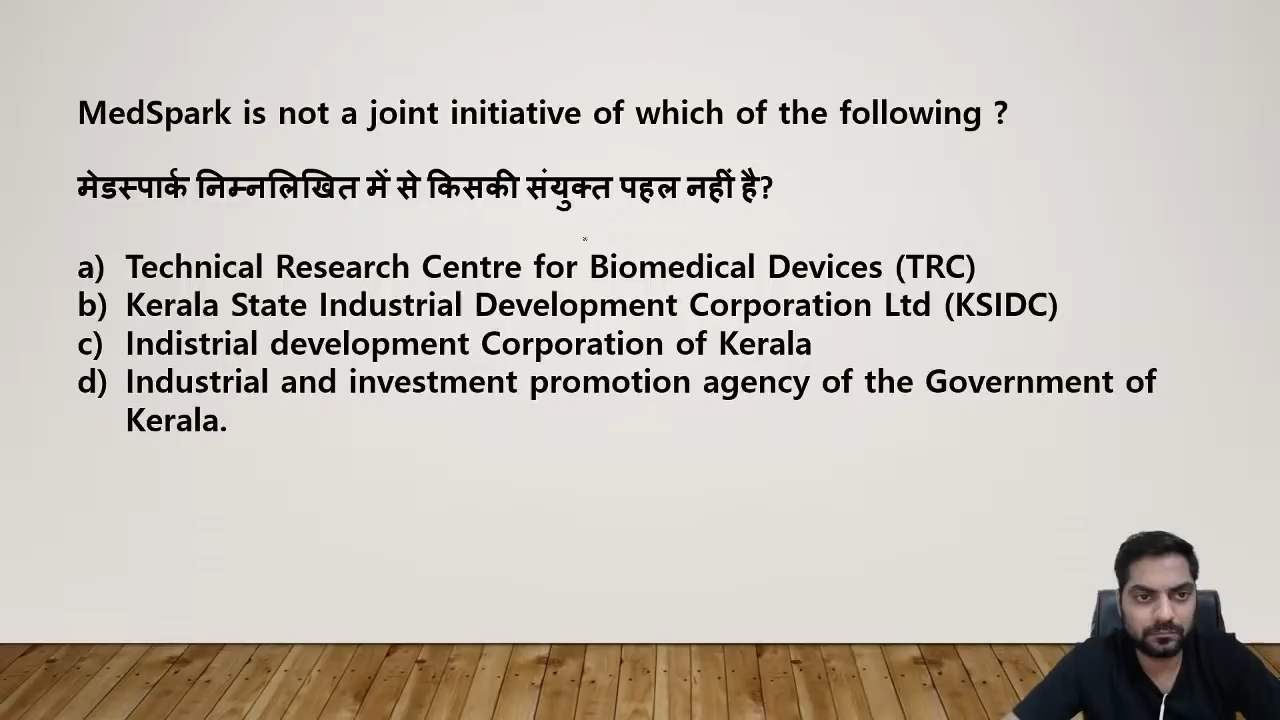 MedSpark is not a joint initiative of which of the following ?
मेडस्पार्क निम्नलिखित में से किसकी संयुक्त पहल नहीं है?
a) Technical Research Centre for Biomedical Devices (TRC)
b) Kerala State Industrial Development Corporation Ltd (KSIDC)
c) Indistrial development Corporation of Kerala
d) Industrial and investment promotion agency of the Government of
Kerala.